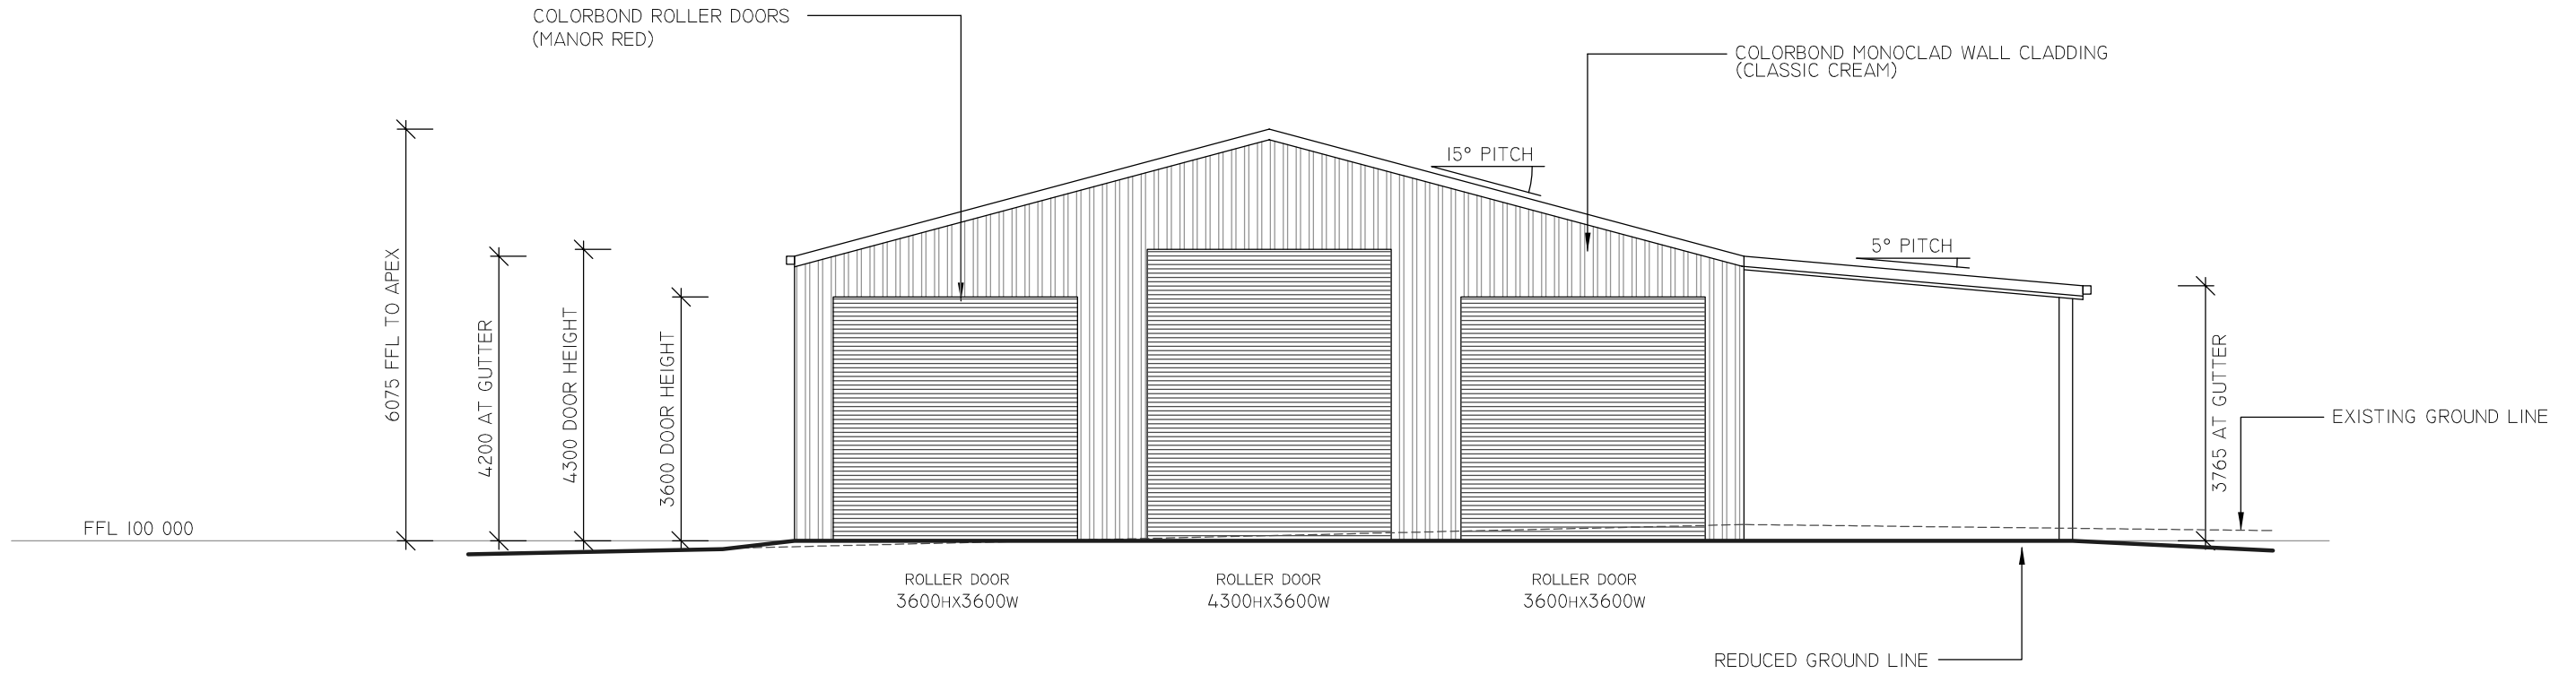 COLORBOND ROLLER DOORS
(MANOR RED)
COLORBOND MONOCLAD WALL CLADDING
(CLASSIC CREAM)
15° PITCH
5° PITCH
6075 FFL TO APEX
4200 AT GUTTER
4300 DOOR HEIGHT
3600 DOOR HEIGHT
3765 AT GUTTER
EXISTING GROUND LINE
FFL 100 000
ROLLER DOOR
3600HX3600W
ROLLER DOOR
4300HX3600W
ROLLER DOOR
3600HX3600W
REDUCED GROUND LINE